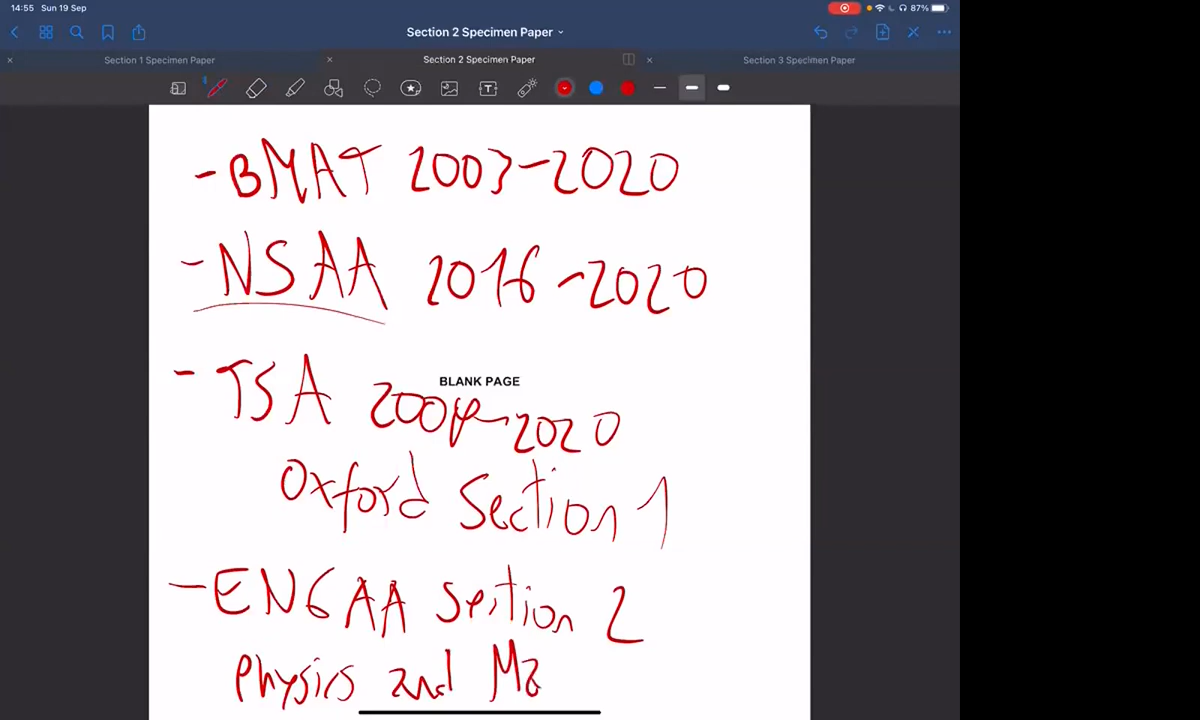 14:55 Sun 19 Sep 87%
Section 2 Specimen Paper
Section 1 Specimen Paper Section 2 Specimen Paper Section 3 Specimen Paper
- BMAT 2003-2020
- NSAA 2016-2020
- TSA 2008-2020
BLANK PAGE
Oxford Section 1
- ENGAA Section 2
Physics and Ma